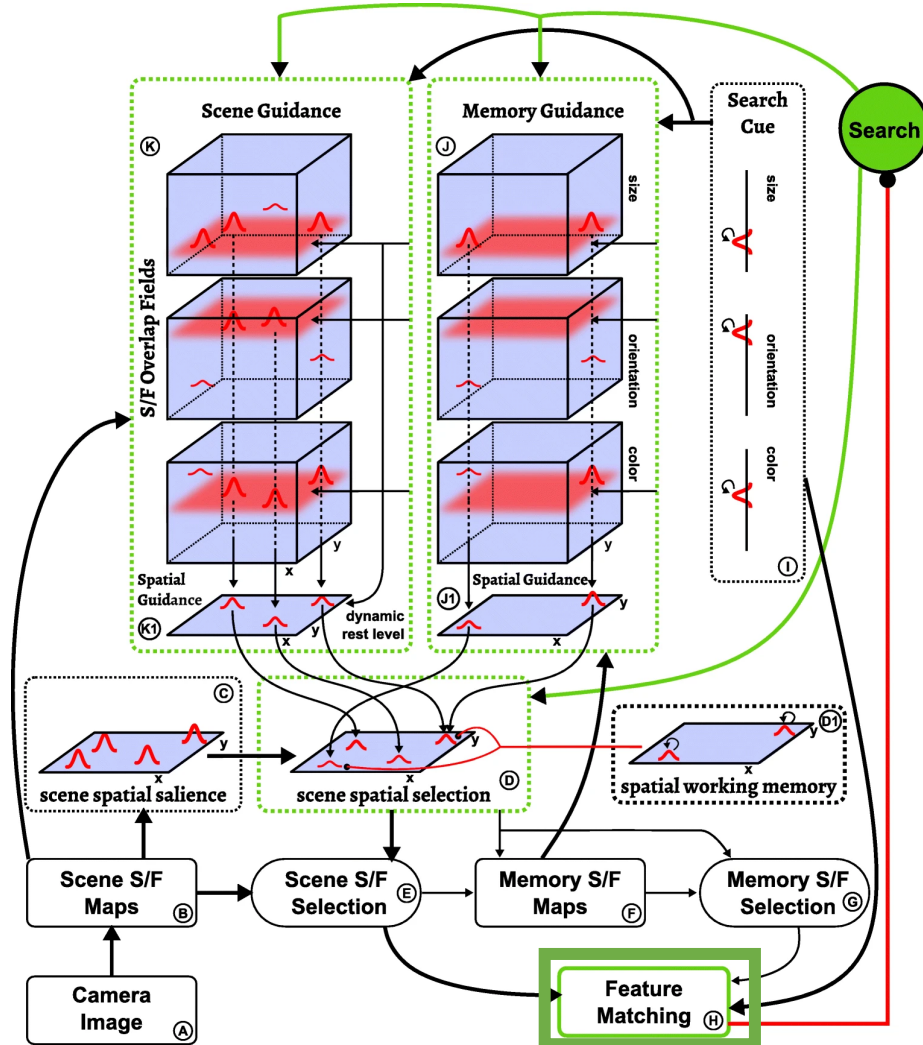 Scene Guidance
Memory Guidance
Search
Cue
Search
K
J
size
size
S/F Overlap Fields
orientation
orientation
color
color
y
x
y
x
I
Spatial
Guidance
Spatial Guidance
K1
J1
y
x
dynamic
rest level
y
x
C
y
x
scene spatial salience
y
x
D
scene spatial selection
D1
y
x
spatial working memory
Scene S/F
Maps
B
Scene S/F
Selection
E
Memory S/F
Maps
F
Memory S/F
Selection
G
Camera
Image
A
Feature
Matching
H